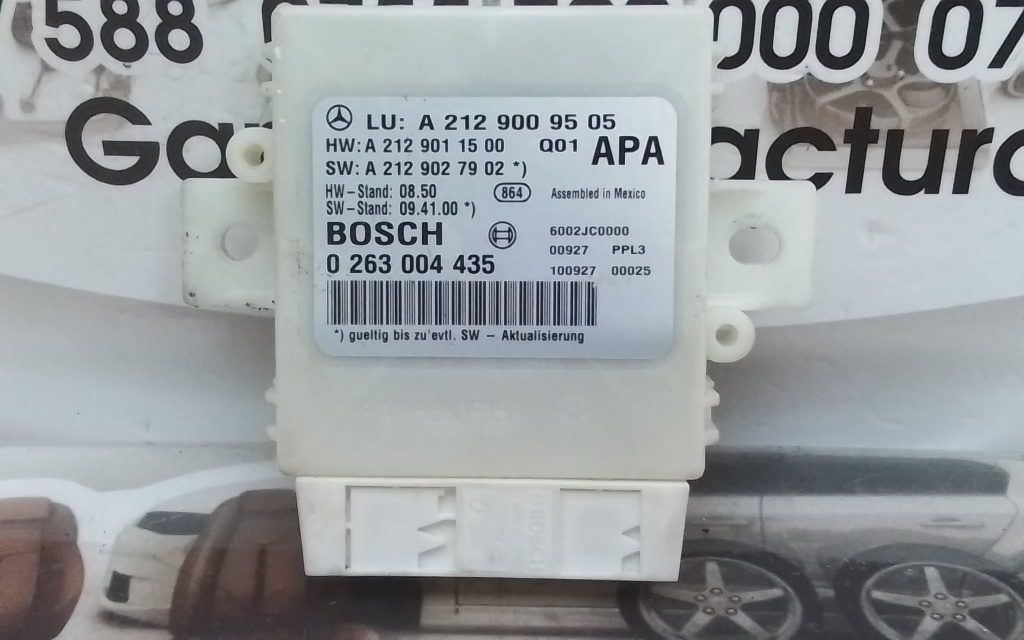 588
000 07
Ga
actura
LU: A 212 900 95 05
HW: A 212 901 15 00 Q01 APA
SW: A 212 902 79 02 *)
HW-Stand: 08.50 864 Assembled in Mexico
SW-Stand: 09.41.00 *)
BOSCH 6002JC0000
00927 PPL3
0 263 004 435 100927 00025
*) gueltig bis zu evtl. SW - Aktualisierung